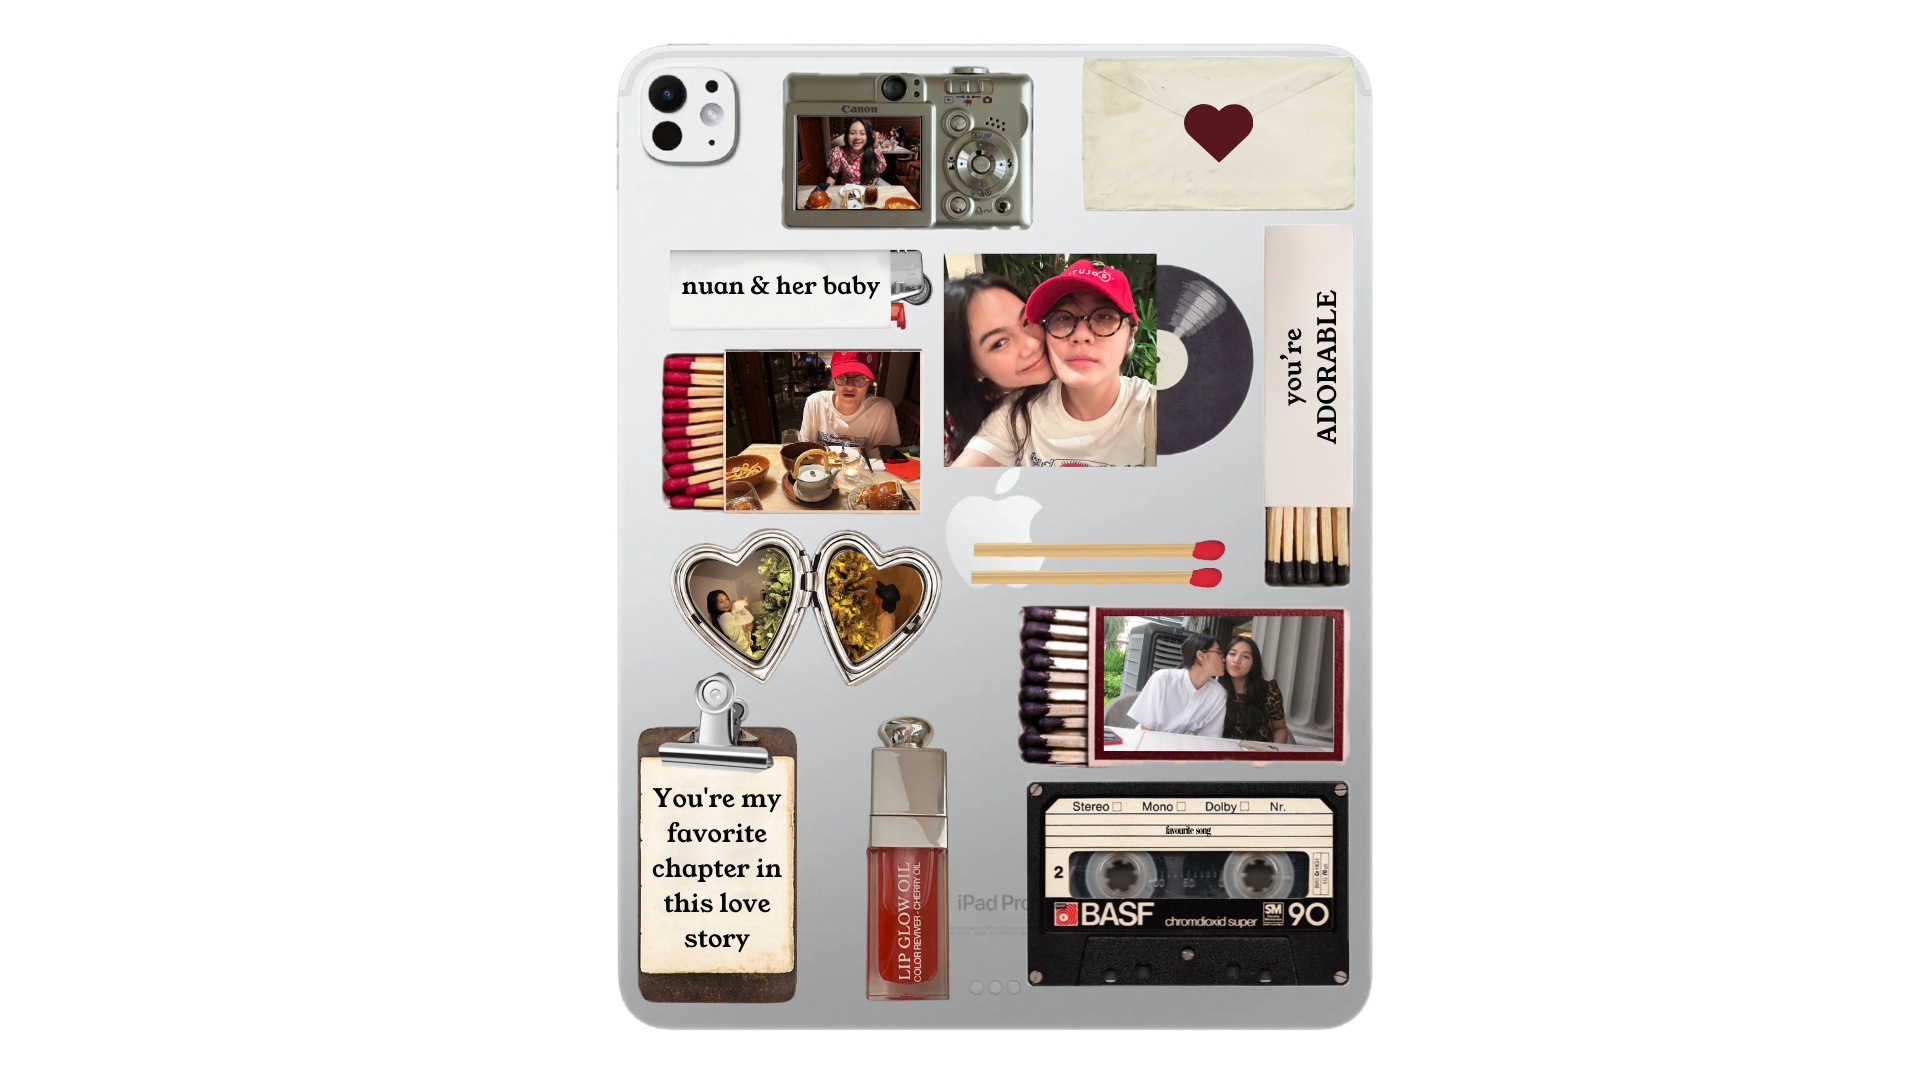 Canon
nuan & her baby
you're
ADORABLE
You're my
favorite
chapter in
this love
story
LIP GLOW OIL
COLOR REVIVER - CHERRY OIL
iPad Pro
Stereo Mono Dolby Nr.
favourite song
2
50
BASF chromdioxid super SM 90